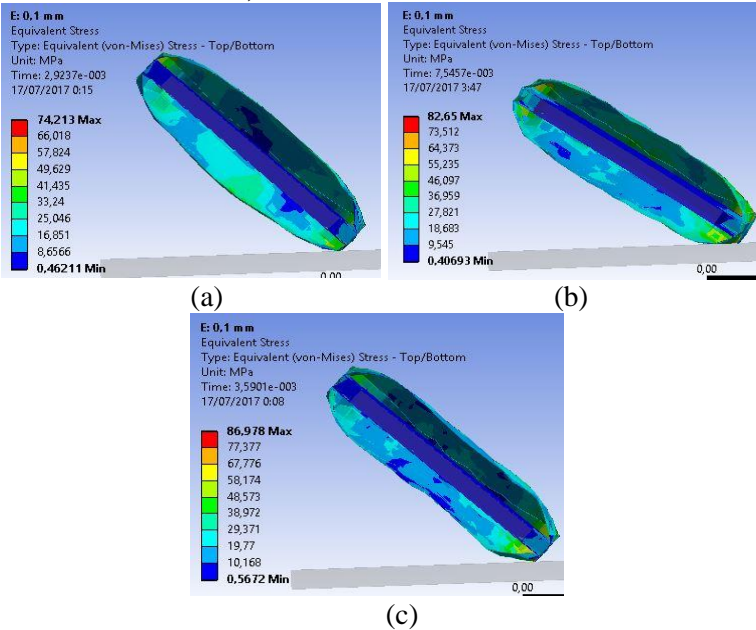 E: 0,1 mm
Equivalent Stress
Type: Equivalent (von-Mises) Stress - Top/Bottom
Unit: MPa
Time: 2,9237e-003
17/07/2017 0:15
74,213 Max
66,018
57,824
49,629
41,435
33,24
25,046
16,851
8,6566
0,46211 Min
0,00
(a)
E: 0,1 mm
Equivalent Stress
Type: Equivalent (von-Mises) Stress - Top/Bottom
Unit: MPa
Time: 7,5457e-003
17/07/2017 3:47
82,65 Max
73,512
64,373
55,235
46,097
36,959
27,821
18,683
9,545
0,40693 Min
0,00
(b)
E: 0,1 mm
Equivalent Stress
Type: Equivalent (von-Mises) Stress - Top/Bottom
Unit: MPa
Time: 3,5901e-003
17/07/2017 0:08
86,978 Max
77,377
67,776
58,174
48,573
38,972
29,371
19,77
10,168
0,5672 Min
0,00
(c)